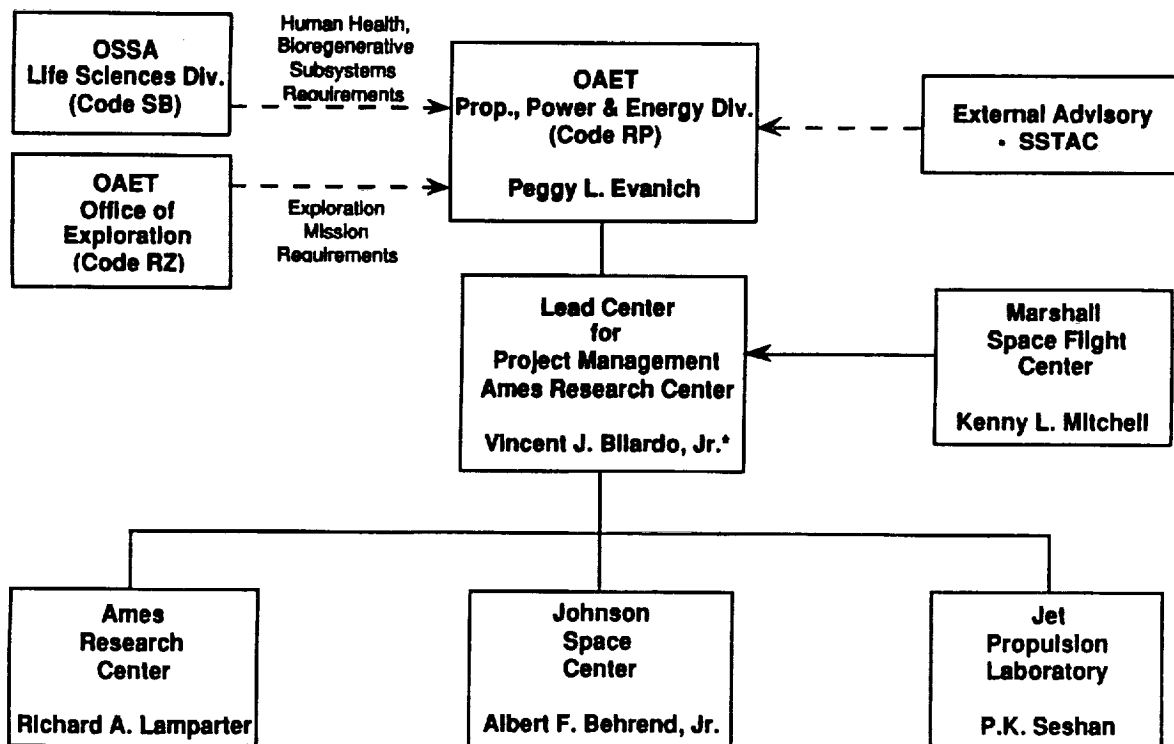 OSSA
Life Sciences Div.
(Code SB)
Human Health,
Bioregenerative
Subsystems
Requirements
OAET
Prop., Power & Energy Div.
(Code RP)
Peggy L. Evanich
External Advisory
• SSTAC
OAET
Office of
Exploration
(Code RZ)
Exploration
Mission
Requirements
Lead Center
for
Project Management
Ames Research Center
Vincent J. Bilardo, Jr.*
Marshall
Space Flight
Center
Kenny L. Mitchell
Ames
Research
Center
Richard A. Lamparter
Johnson
Space
Center
Albert F. Behrend, Jr.
Jet
Propulsion
Laboratory
P.K. Seshan